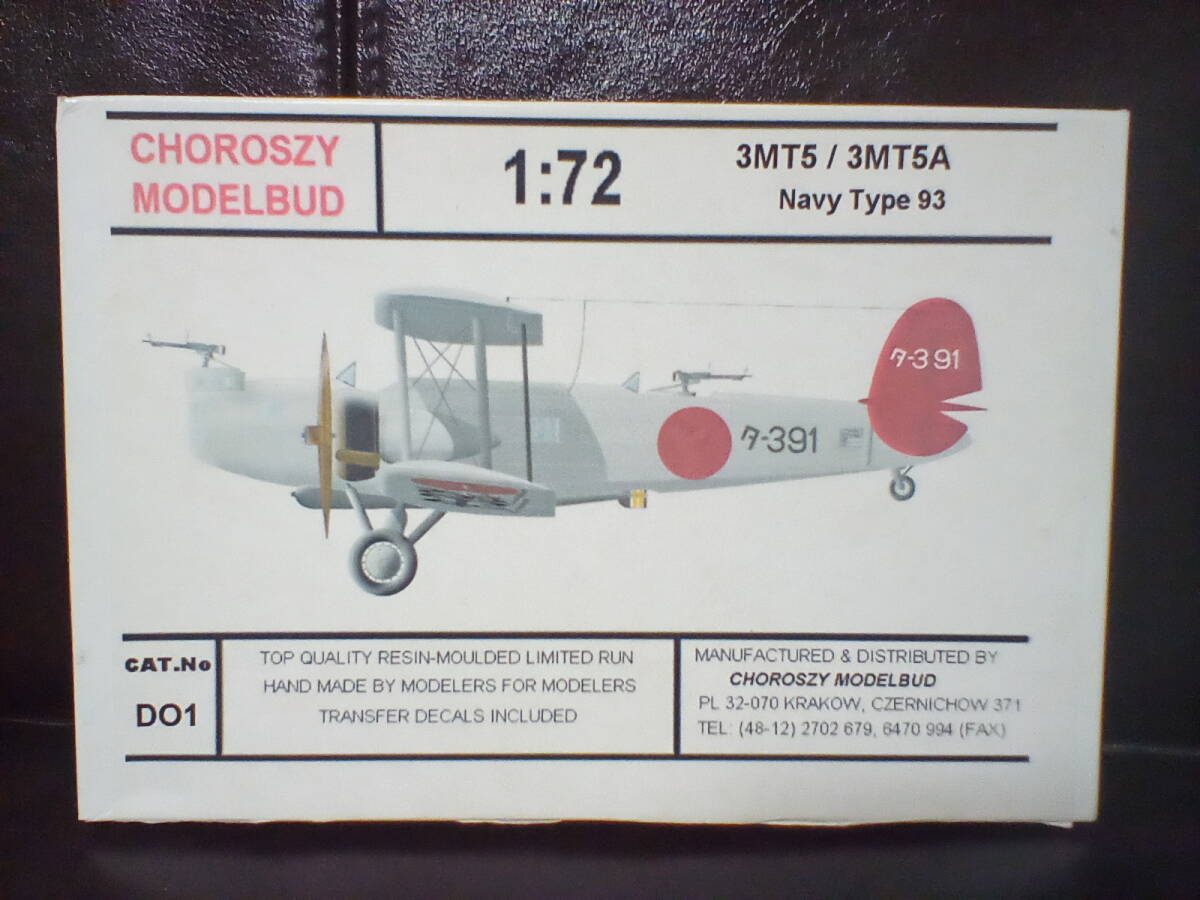 CHOROSZY
MODELBUD
1:72
3MT5 / 3MT5A
Navy Type 93
タ-391
タ-391
CAT.No
DO1
TOP QUALITY RESIN-MOULDED LIMITED RUN
HAND MADE BY MODELERS FOR MODELERS
TRANSFER DECALS INCLUDED
MANUFACTURED & DISTRIBUTED BY
CHOROSZY MODELBUD
PL 32-070 KRAKOW, CZERNICHOW 371
TEL: (48-12) 2702 679, 6470 994 (FAX)